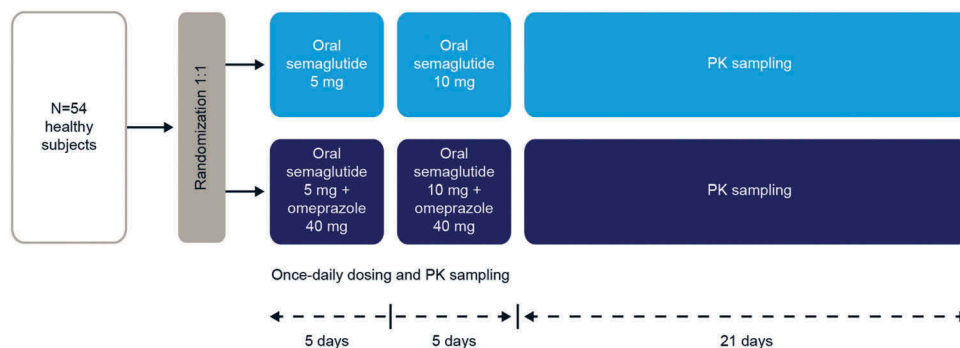 N=54
healthy
subjects
Randomization 1:1
Oral
semaglutide
5 mg
Oral
semaglutide
10 mg
PK sampling
Oral
semaglutide
5 mg +
omeprazole
40 mg
Oral
semaglutide
10 mg +
omeprazole
40 mg
PK sampling
Once-daily dosing and PK sampling
5 days
5 days
21 days